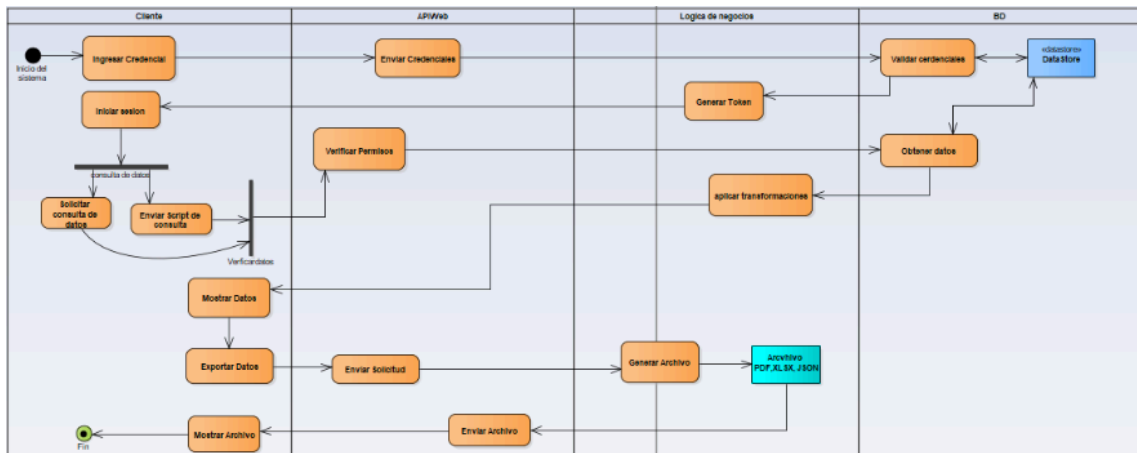 Cliente
APIWeb
Logica de negocios
BD
Inicio del
sistema
Ingresar Credencial
Enviar Credenciales
Validar cerdenciales
«datastore»
DataStore
Iniciar sesion
Generar Token
Verificar Permisos
Obtener datos
consulta de datos
Solicitar
consulta de
datos
Enviar Script de
consulta
aplicar transformaciones
Verficardatos
Mostrar Datos
Exportar Datos
Enviar Solicitud
Generar Archivo
Arcvhivo
PDF,XLSX, JSON
Fin
Mostrar Archivo
Enviar Archivo